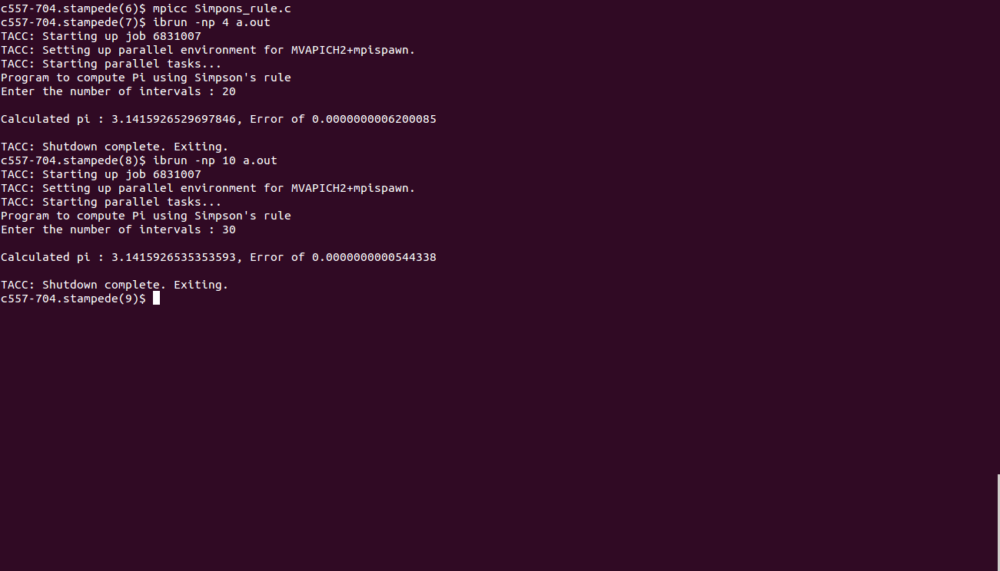 c557-704.stampede(6)$ mpicc Simpons_rule.c
c557-704.stampede(7)$ ibrun -np 4 a.out
TACC: Starting up job 6831007
TACC: Setting up parallel environment for MVAPICH2+mpispawn.
TACC: Starting parallel tasks...
Program to compute Pi using Simpson's rule
Enter the number of intervals : 20
Calculated pi : 3.1415926529697846, Error of 0.0000000006200085
TACC: Shutdown complete. Exiting.
c557-704.stampede(8)$ ibrun -np 10 a.out
TACC: Starting up job 6831007
TACC: Setting up parallel environment for MVAPICH2+mpispawn.
TACC: Starting parallel tasks...
Program to compute Pi using Simpson's rule
Enter the number of intervals : 30
Calculated pi : 3.1415926535353593, Error of 0.0000000000544338
TACC: Shutdown complete. Exiting.
c557-704.stampede(9)$